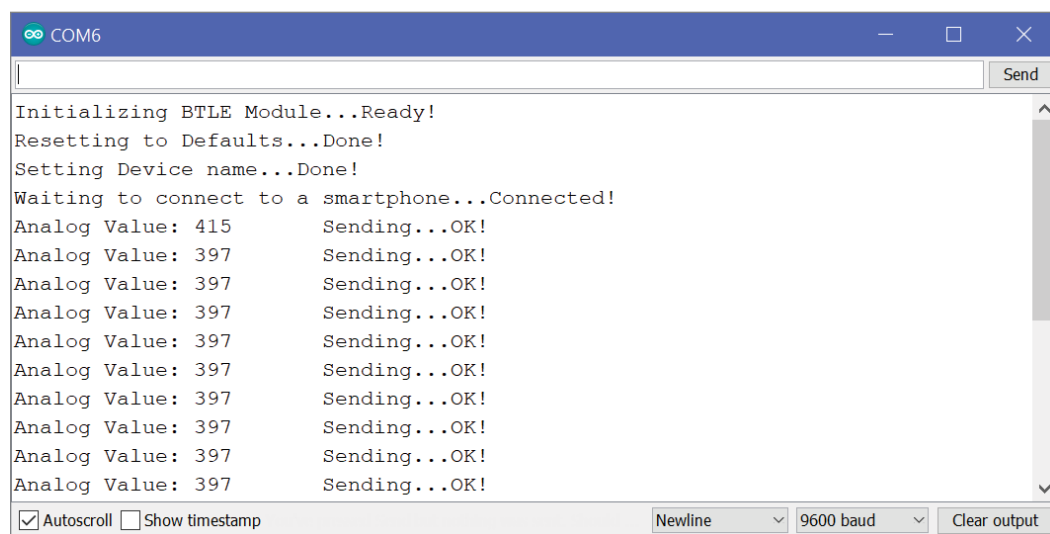 COM6
Send
Initializing BTLE Module...Ready!
Resetting to Defaults...Done!
Setting Device name...Done!
Waiting to connect to a smartphone...Connected!
Analog Value: 415 Sending...OK!
Analog Value: 397 Sending...OK!
Analog Value: 397 Sending...OK!
Analog Value: 397 Sending...OK!
Analog Value: 397 Sending...OK!
Analog Value: 397 Sending...OK!
Analog Value: 397 Sending...OK!
Analog Value: 397 Sending...OK!
Analog Value: 397 Sending...OK!
Analog Value: 397 Sending...OK!
Autoscroll Show timestamp Newline 9600 baud Clear output